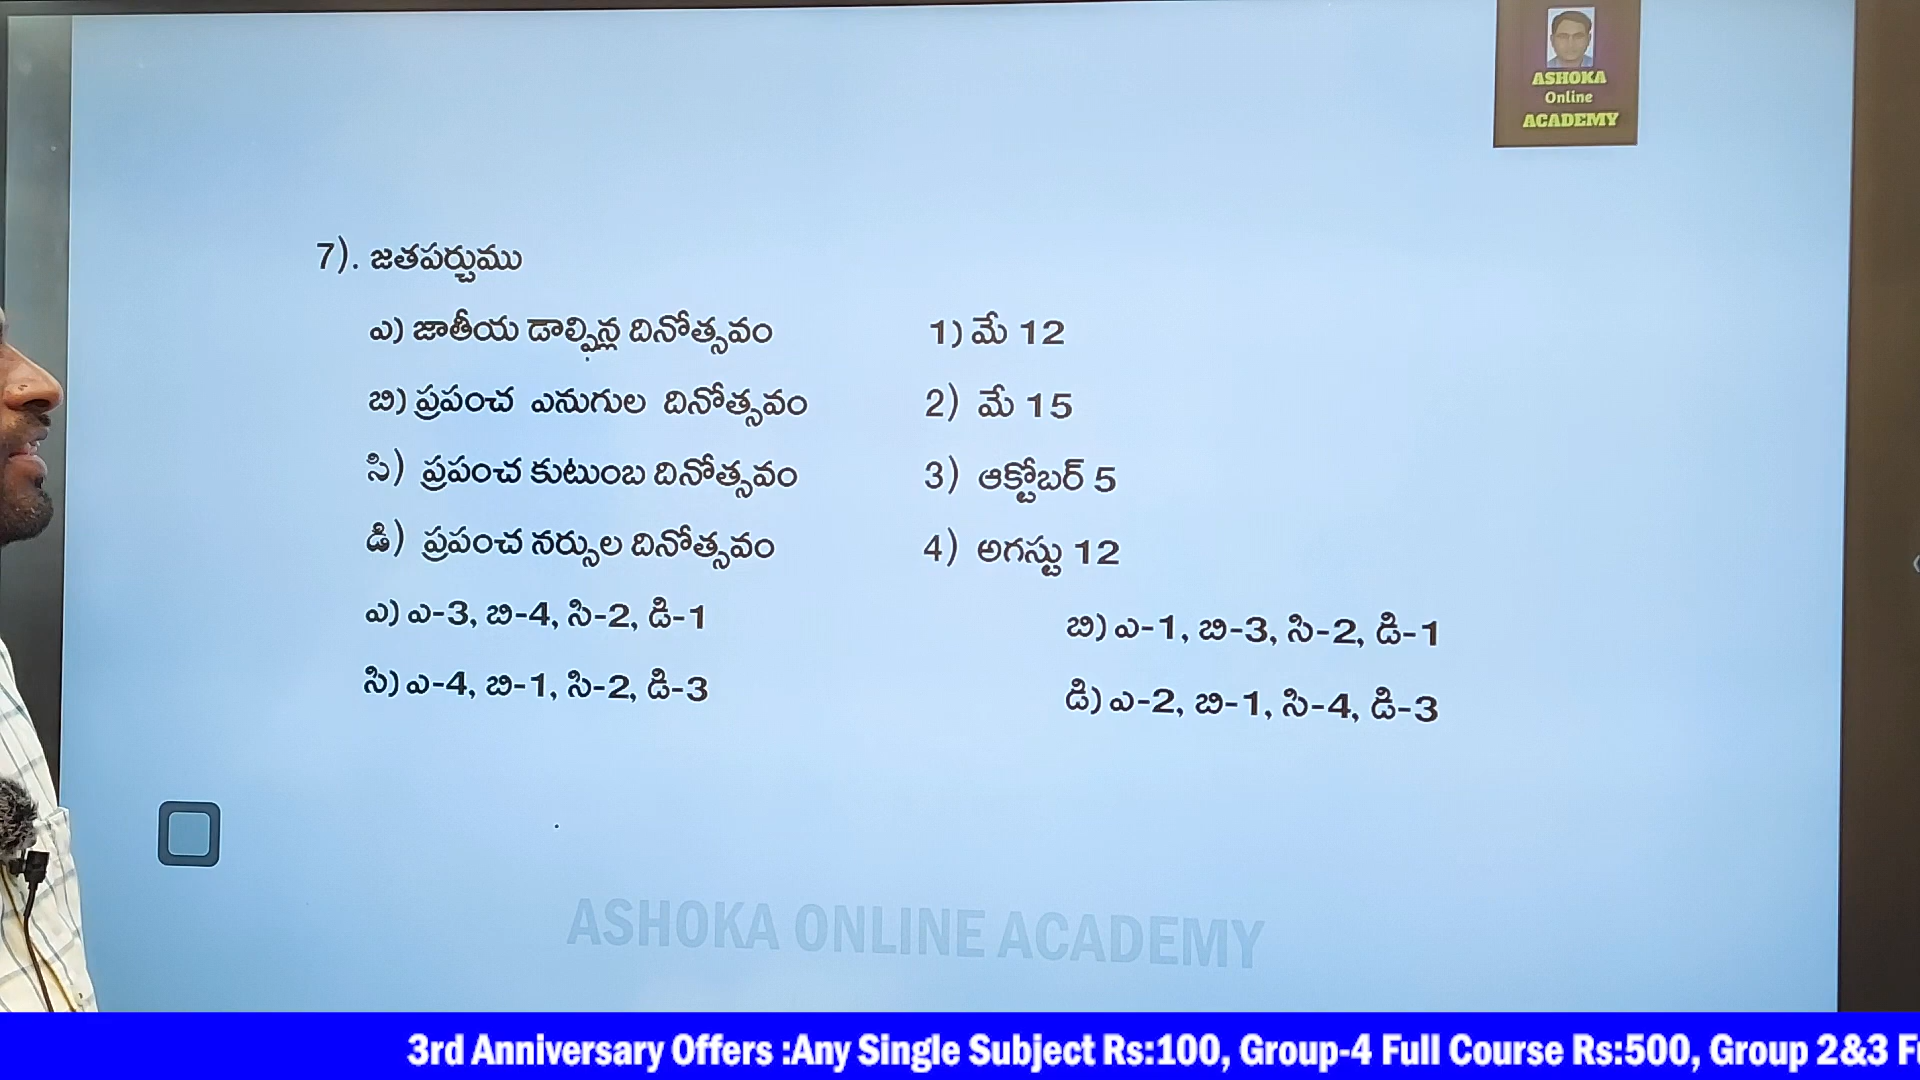 ASHOKA
Online
ACADEMY
7). జతపర్చుము
ఎ) జాతీయ డాల్ఫిన్ల దినోత్సవం 1) మే 12
బి) ప్రపంచ ఎనుగుల దినోత్సవం 2) మే 15
సి) ప్రపంచ కుటుంబ దినోత్సవం 3) ఆక్టోబర్ 5
డి) ప్రపంచ నర్సుల దినోత్సవం 4) అగస్టు 12
ఎ) ఎ-3, బి-4, సి-2, డి-1 బి) ఎ-1, బి-3, సి-2, డి-1
సి) ఎ-4, బి-1, సి-2, డి-3 డి) ఎ-2, బి-1, సి-4, డి-3
ASHOKA ONLINE ACADEMY
3rd Anniversary Offers :Any Single Subject Rs:100, Group-4 Full Course Rs:500, Group 2&3